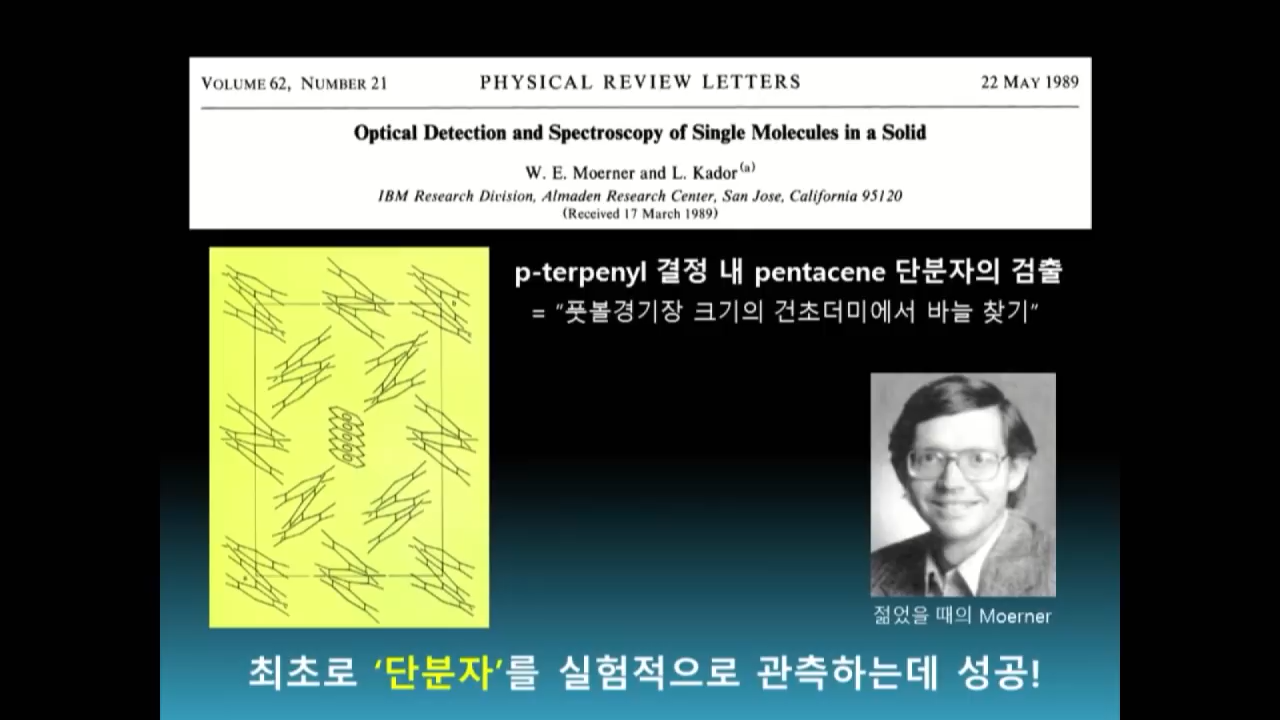 VOLUME 62, NUMBER 21 PHYSICAL REVIEW LETTERS 22 MAY 1989
Optical Detection and Spectroscopy of Single Molecules in a Solid
W. E. Moerner and L. Kador(a)
IBM Research Division, Almaden Research Center, San Jose, California 95120
(Received 17 March 1989)
p-terpenyl 결정 내 pentacene 단분자의 검출
= "풋볼경기장 크기의 건초더미에서 바늘 찾기"
젊었을 때의 Moerner
최초로 '단분자'를 실험적으로 관측하는데 성공!